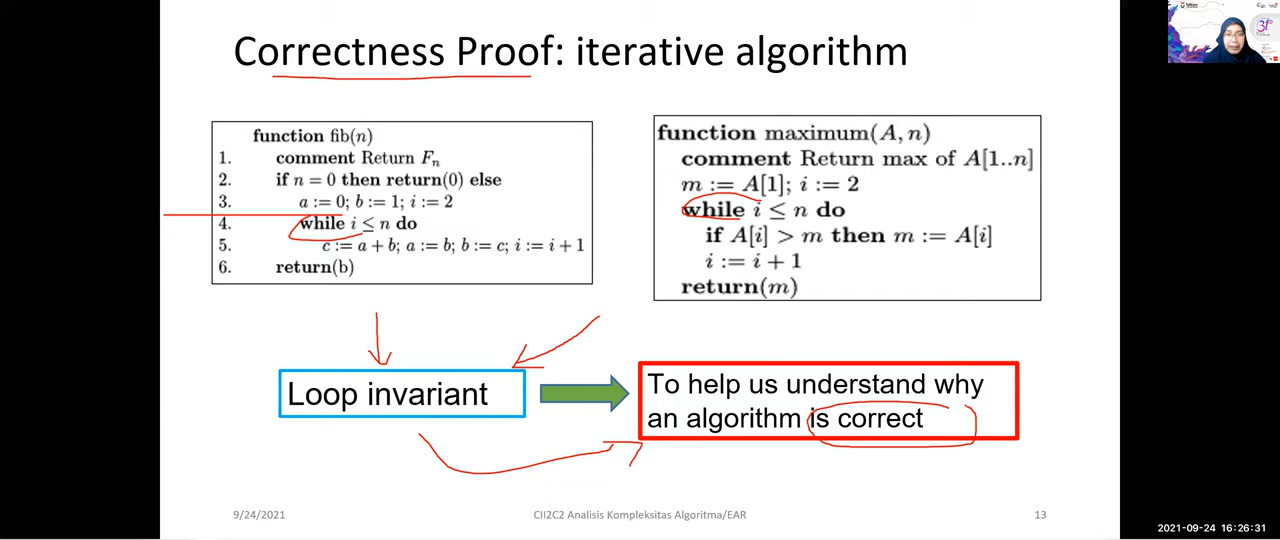 Correctness Proof: iterative algorithm
function fib(n)
1. comment Return Fₙ
2. if n = 0 then return(0) else
3. a := 0; b := 1; i := 2
4. while i ≤ n do
5. c := a + b; a := b; b := c; i := i + 1
6. return(b)
function maximum(A, n)
comment Return max of A[1..n]
m := A[1]; i := 2
while i ≤ n do
if A[i] > m then m := A[i]
i := i + 1
return(m)
Loop invariant
To help us understand why
an algorithm is correct
9/24/2021
CII2C2 Analisis Kompleksitas Algoritma/EAR
13
2021-09-24 16:26:31